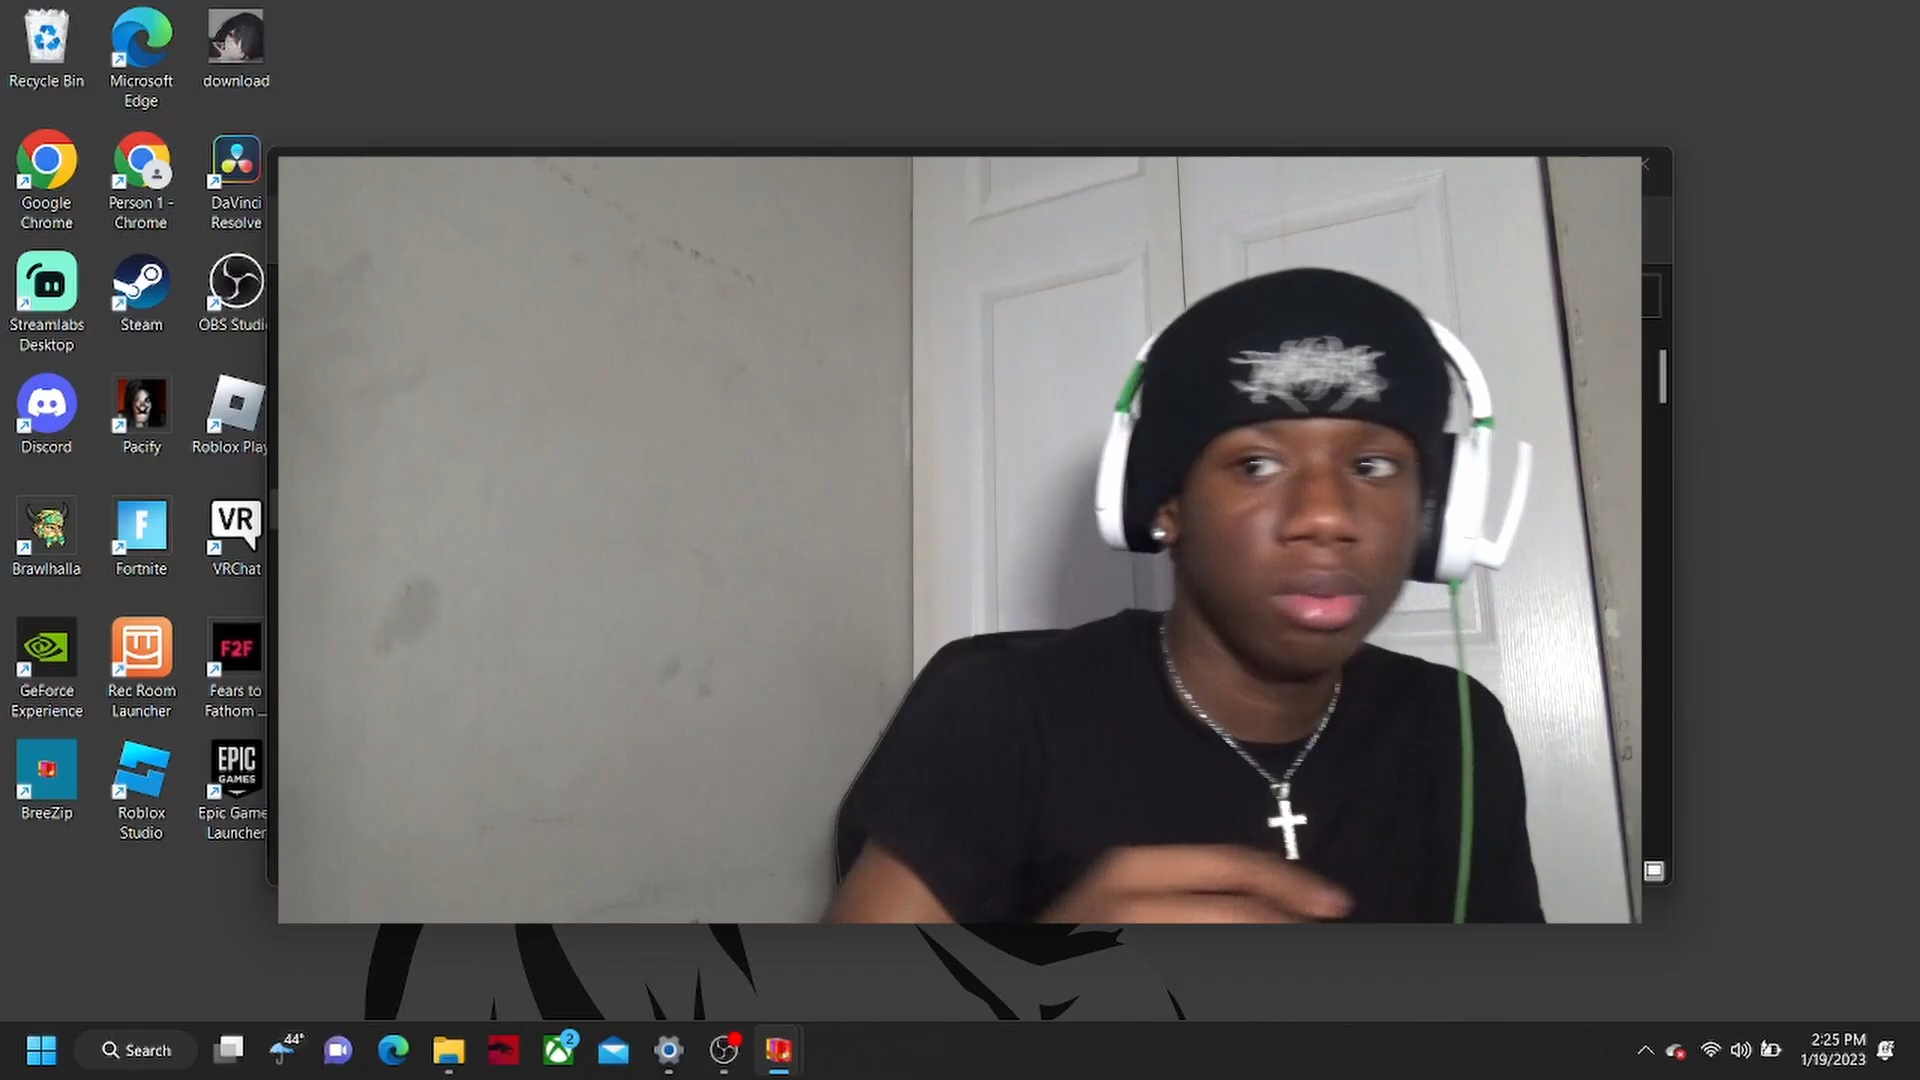 Recycle Bin
Microsoft
Edge
download
Google
Chrome
Person 1 -
Chrome
DaVinci
Resolve
Streamlabs
Desktop
Steam
OBS Studi
Discord
Pacify
Roblox Play
Brawlhalla
F
Fortnite
VR
VRChat
GeForce
Experience
Rec Room
Launcher
F2F
Fears to
Fathom ...
BreeZip
Roblox
Studio
EPIC
GAMES
Epic Game
Launcher
Search
44°
2
2:25 PM
1/19/2023